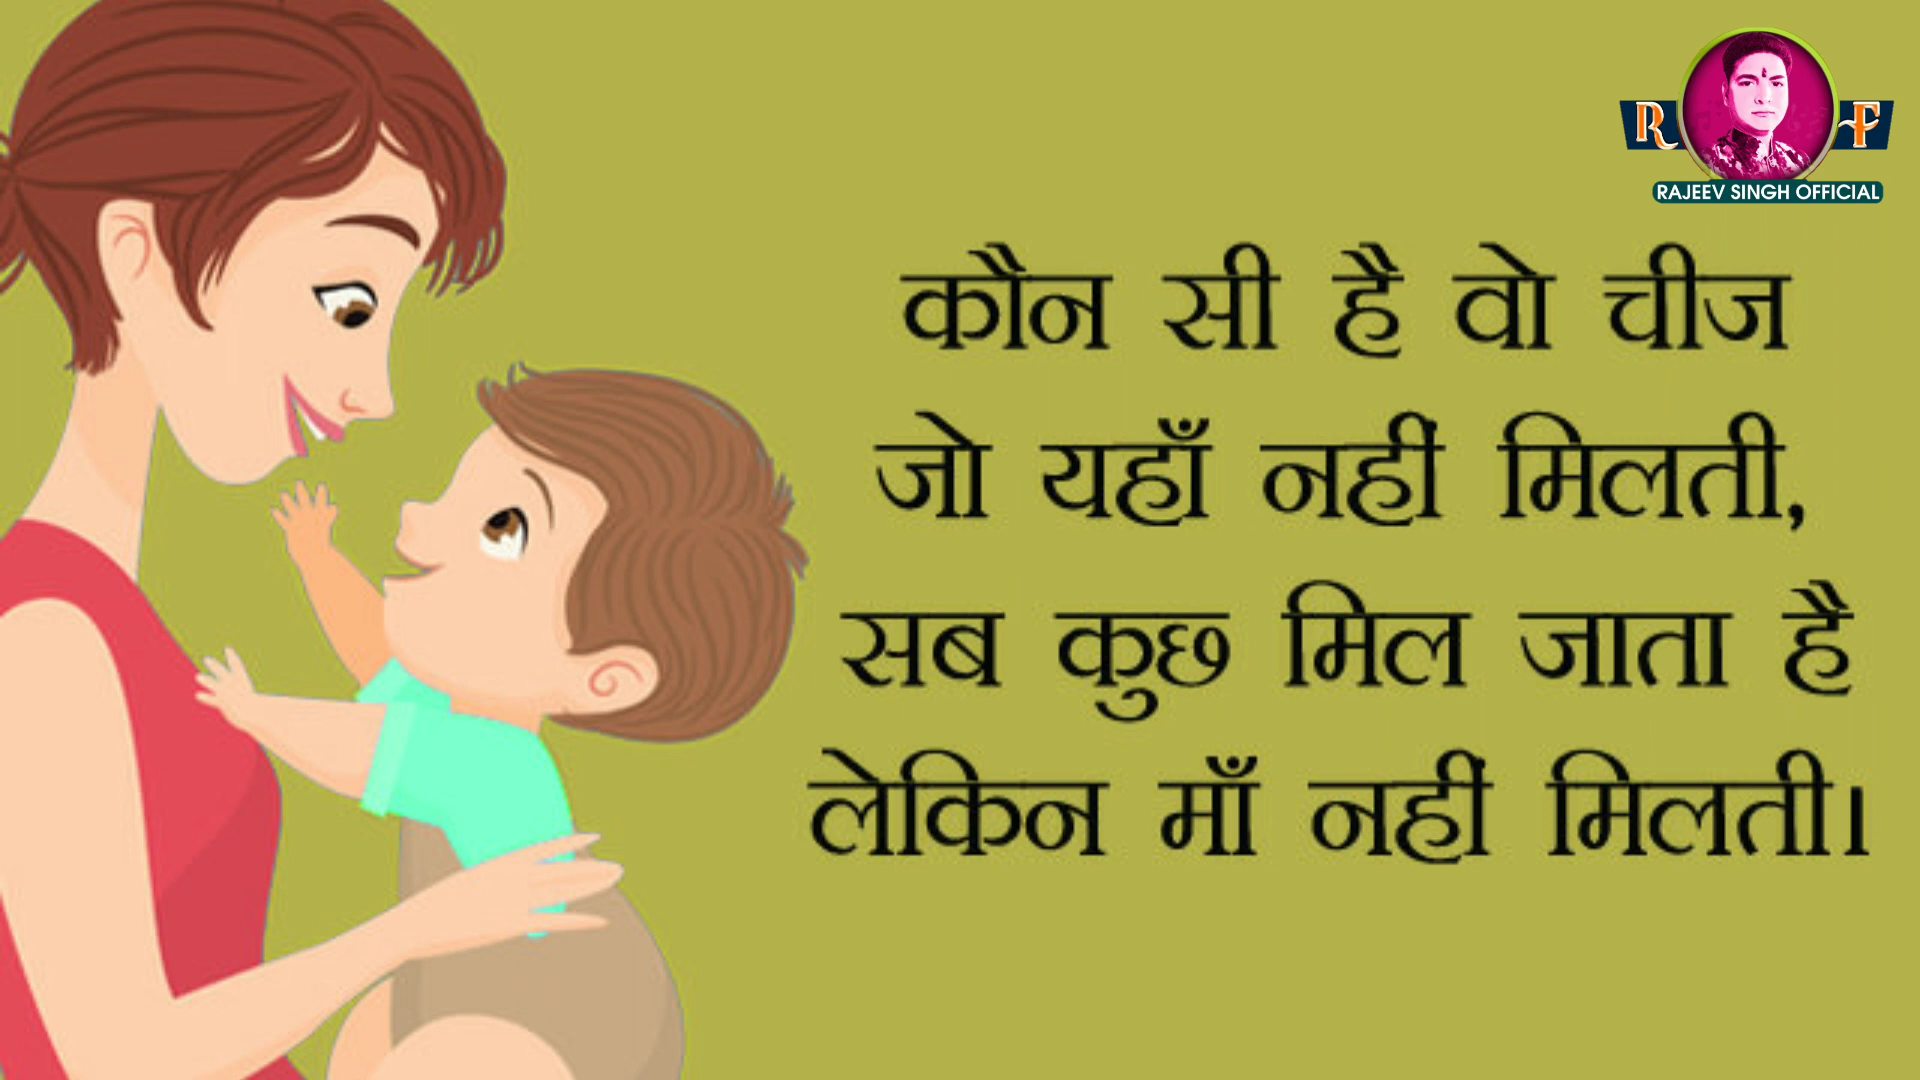 R F
RAJEEV SINGH OFFICIAL
कौन सी है वो चीज
जो यहाँ नहीं मिलती,
सब कुछ मिल जाता है
लेकिन माँ नहीं मिलती।